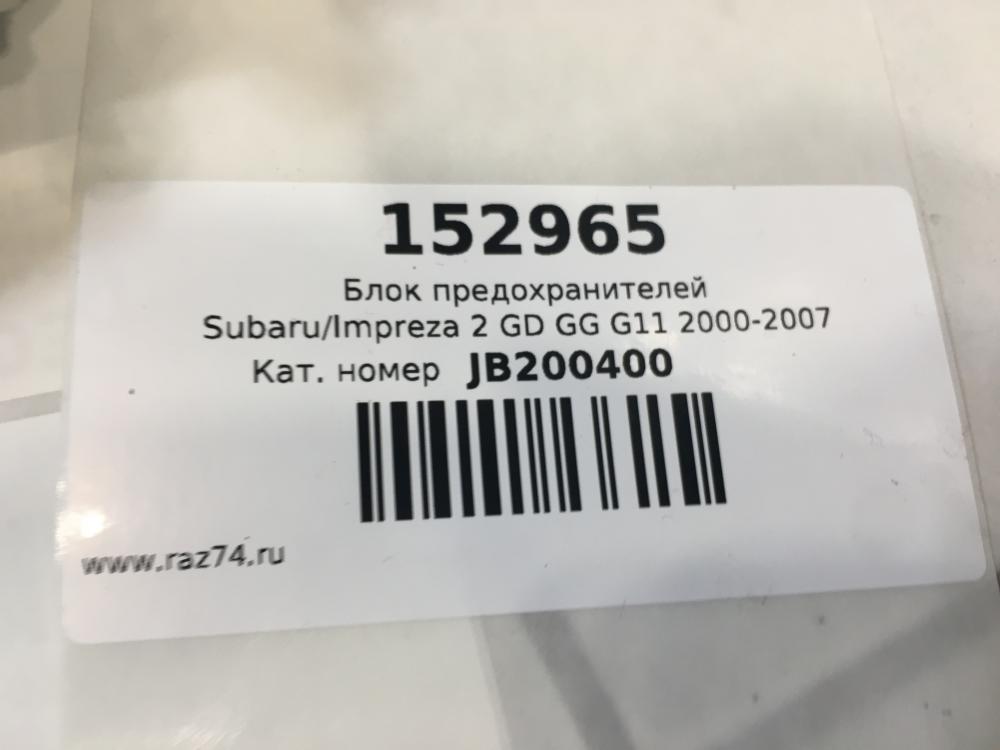 152965
Блок предохранителей
Subaru/Impreza 2 GD GG G11 2000-2007
Кат. номер JB200400
www.raz74.ru